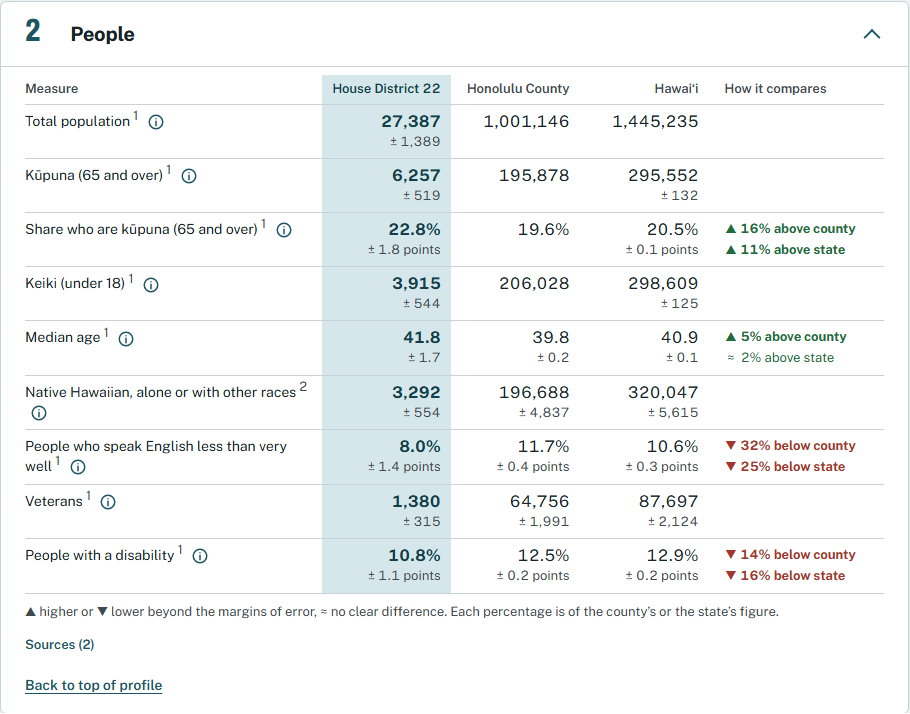 2 People
Measure House District 22 Honolulu County Hawai‘i How it compares
Total population 1 27,387 1,001,146 1,445,235
± 1,389
Kūpuna (65 and over) 1 6,257 195,878 295,552
± 519 ± 132
Share who are kūpuna (65 and over) 1 22.8% 19.6% 20.5% ▲ 16% above county
± 1.8 points ± 0.1 points ▲ 11% above state
Keiki (under 18) 1 3,915 206,028 298,609
± 544 ± 125
Median age 1 41.8 39.8 40.9 ▲ 5% above county
± 1.7 ± 0.2 ± 0.1 ≈ 2% above state
Native Hawaiian, alone or with other races 2 3,292 196,688 320,047
± 554 ± 4,837 ± 5,615
People who speak English less than very 8.0% 11.7% 10.6% ▼ 32% below county
well 1 ± 1.4 points ± 0.4 points ± 0.3 points ▼ 25% below state
Veterans 1 1,380 64,756 87,697
± 315 ± 1,991 ± 2,124
People with a disability 1 10.8% 12.5% 12.9% ▼ 14% below county
± 1.1 points ± 0.2 points ± 0.2 points ▼ 16% below state
▲ higher or ▼ lower beyond the margins of error, ≈ no clear difference. Each percentage is of the county’s or the state’s figure.
Sources (2)
Back to top of profile